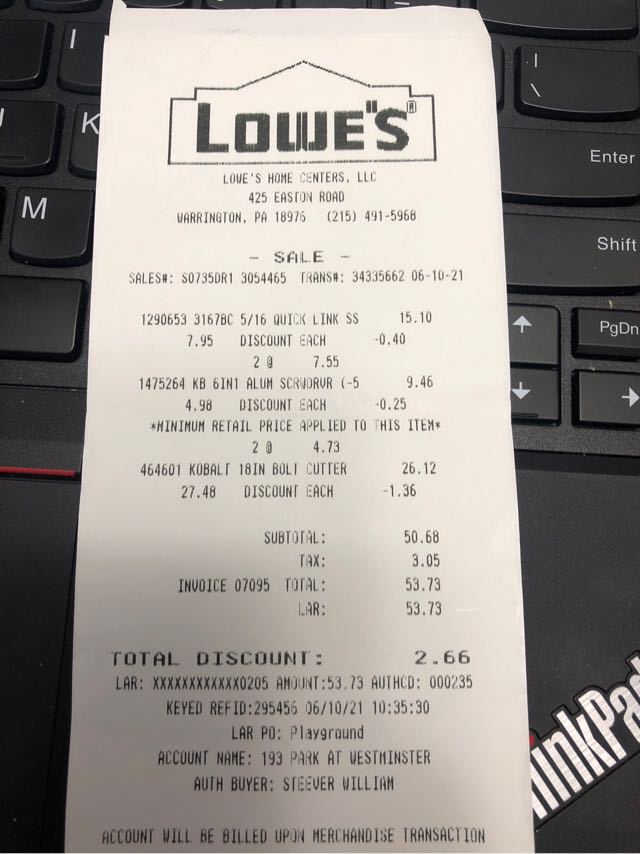 LOWE'S®
LOWE'S HOME CENTERS, LLC
425 EASTON ROAD
WARRINGTON, PA 18976 (215) 491-5968
- SALE -
SALES#: S0735DR1 3054465 TRANS#: 34335662 06-10-21
1290653 3167BC 5/16 QUICK LINK SS 15.10
7.95 DISCOUNT EACH -0.40
2 @ 7.55
1475264 KB 6IN1 ALUM SCRWDRVR (-5 9.46
4.98 DISCOUNT EACH -0.25
*MINIMUM RETAIL PRICE APPLIED TO THIS ITEM*
2 @ 4.73
464601 KOBALT 18IN BOLT CUTTER 26.12
27.48 DISCOUNT EACH -1.36
SUBTOTAL: 50.68
TAX: 3.05
INVOICE 07095 TOTAL: 53.73
LAR: 53.73
TOTAL DISCOUNT: 2.66
LAR: XXXXXXXXXXXX0205 AMOUNT:53.73 AUTHCD: 000235
KEYED REFID:295456 06/10/21 10:35:30
LAR PO: Playground
ACCOUNT NAME: 193 PARK AT WESTMINSTER
AUTH BUYER: STEEVER WILLIAM
ACCOUNT WILL BE BILLED UPON MERCHANDISE TRANSACTION
I
K
M
|
\
Enter
Shift
↑
PgDn
↓
→
inkPad